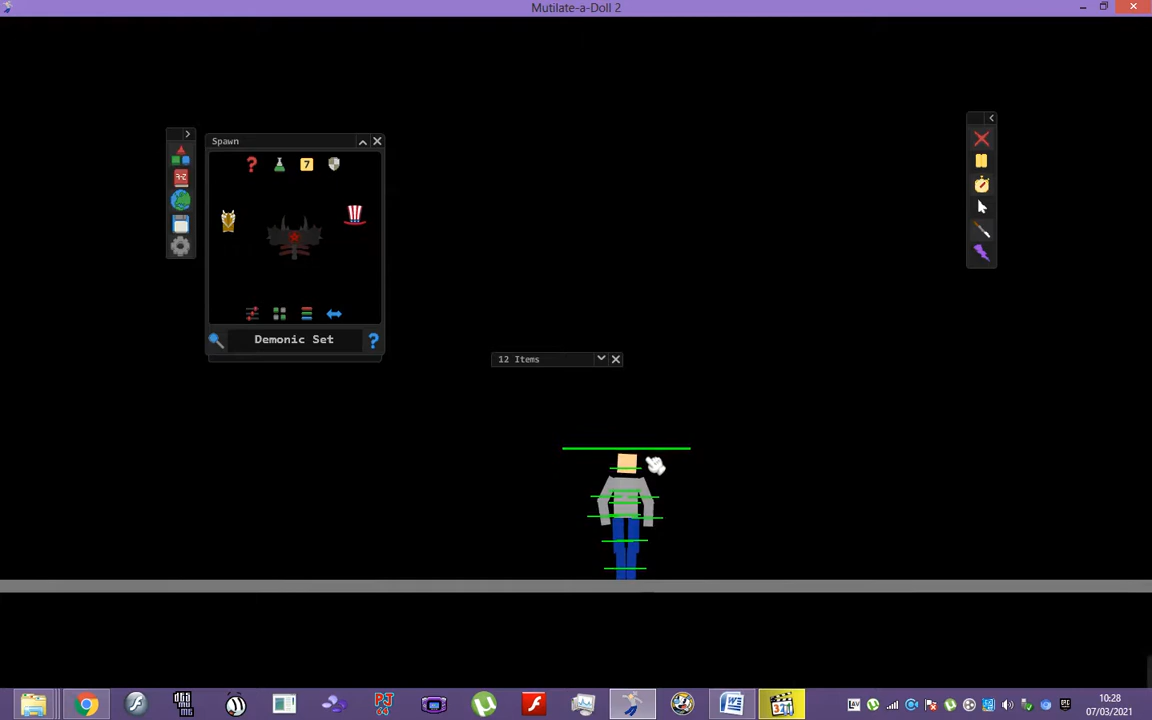 Mutilate-a-Doll 2
Spawn
7
Demonic Set
12 Items
10:28
07/03/2021